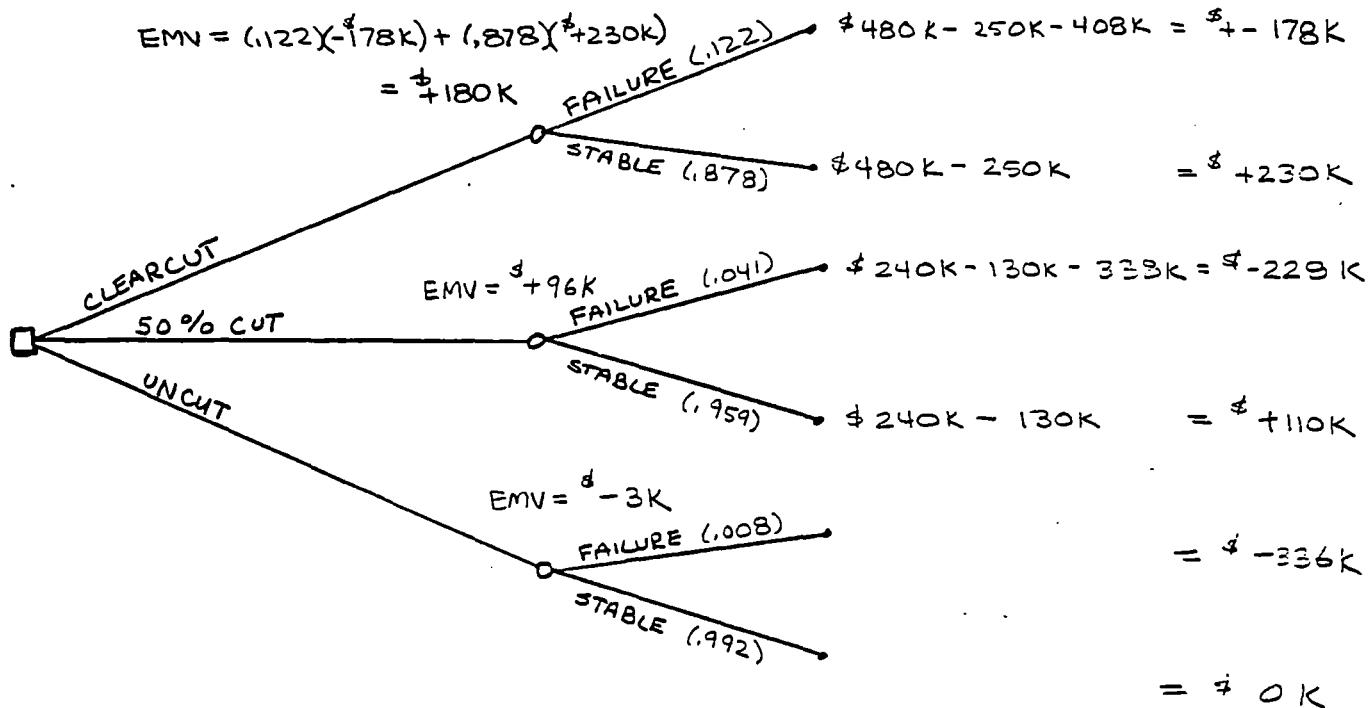 EMV = (.122)(-$178K) + (.878)($+230K)
= $+180K
FAILURE (.122)
$480K-250K-408K = $+-178K
STABLE (.878)
$480K - 250K = $+230K
CLEARCUT
EMV = $+96K
FAILURE (.041)
$240K-130K-338K = $-228K
50% CUT
STABLE (.959)
$240K - 130K = $+110K
UNCUT
EMV = $-3K
FAILURE (.008)
= $-336K
STABLE (.992)
= $ 0K